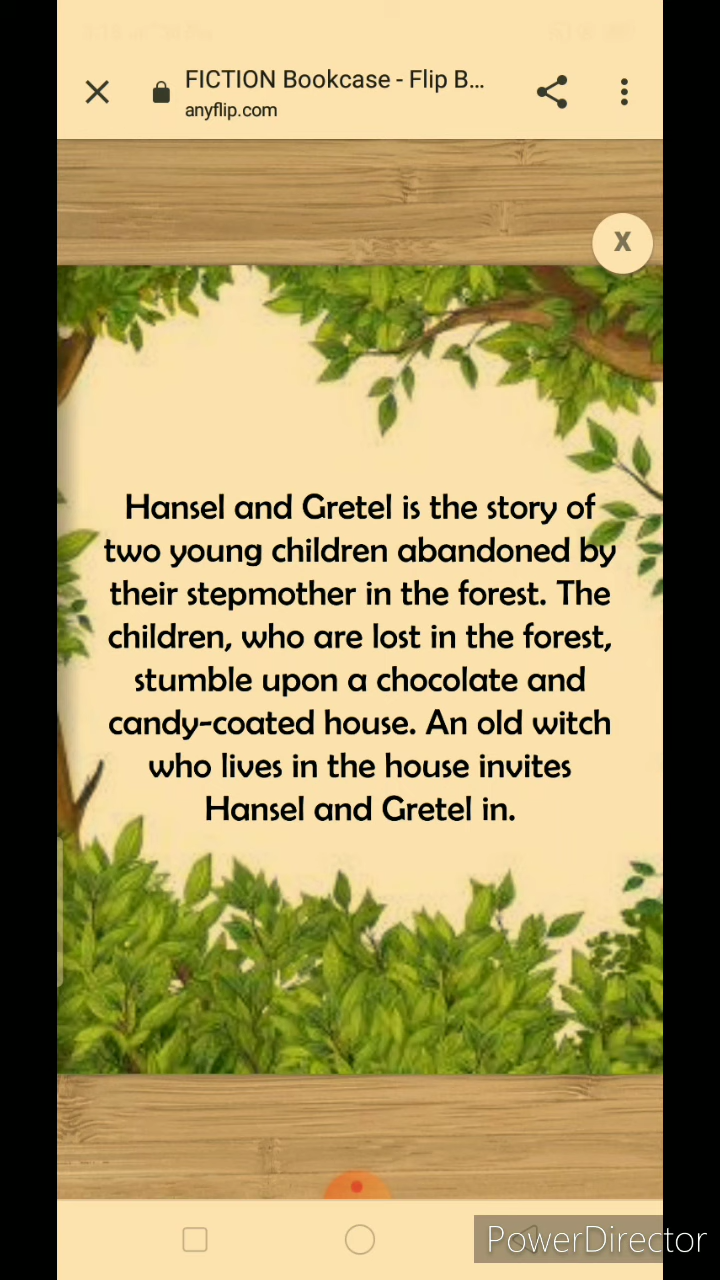 FICTION Bookcase - Flip B...
anyflip.com
X
Hansel and Gretel is the story of
two young children abandoned by
their stepmother in the forest. The
children, who are lost in the forest,
stumble upon a chocolate and
candy-coated house. An old witch
who lives in the house invites
Hansel and Gretel in.
PowerDirector